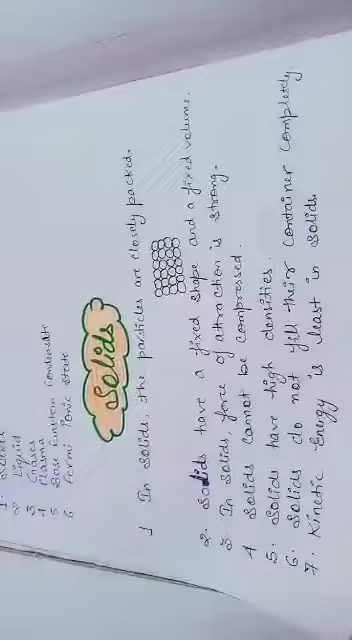 1. Solid
2 Liquid
3 Gases
4 Plasma
5 Bose Einstein Condensate
6 Fermi ionic state
Solids
1 In solids, the particles are closely packed.
2. Solids have a fixed shape and a fixed volume.
3 In solids, force of attraction is strong.
4 Solids cannot be compressed.
5. Solids have high densities.
6. Solids do not fill their container completely.
7. Kinetic Energy is least in solids